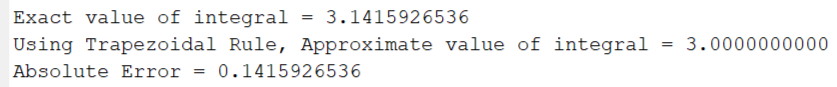 Exact value of integral = 3.1415926536
Using Trapezoidal Rule, Approximate value of integral = 3.0000000000
Absolute Error = 0.1415926536